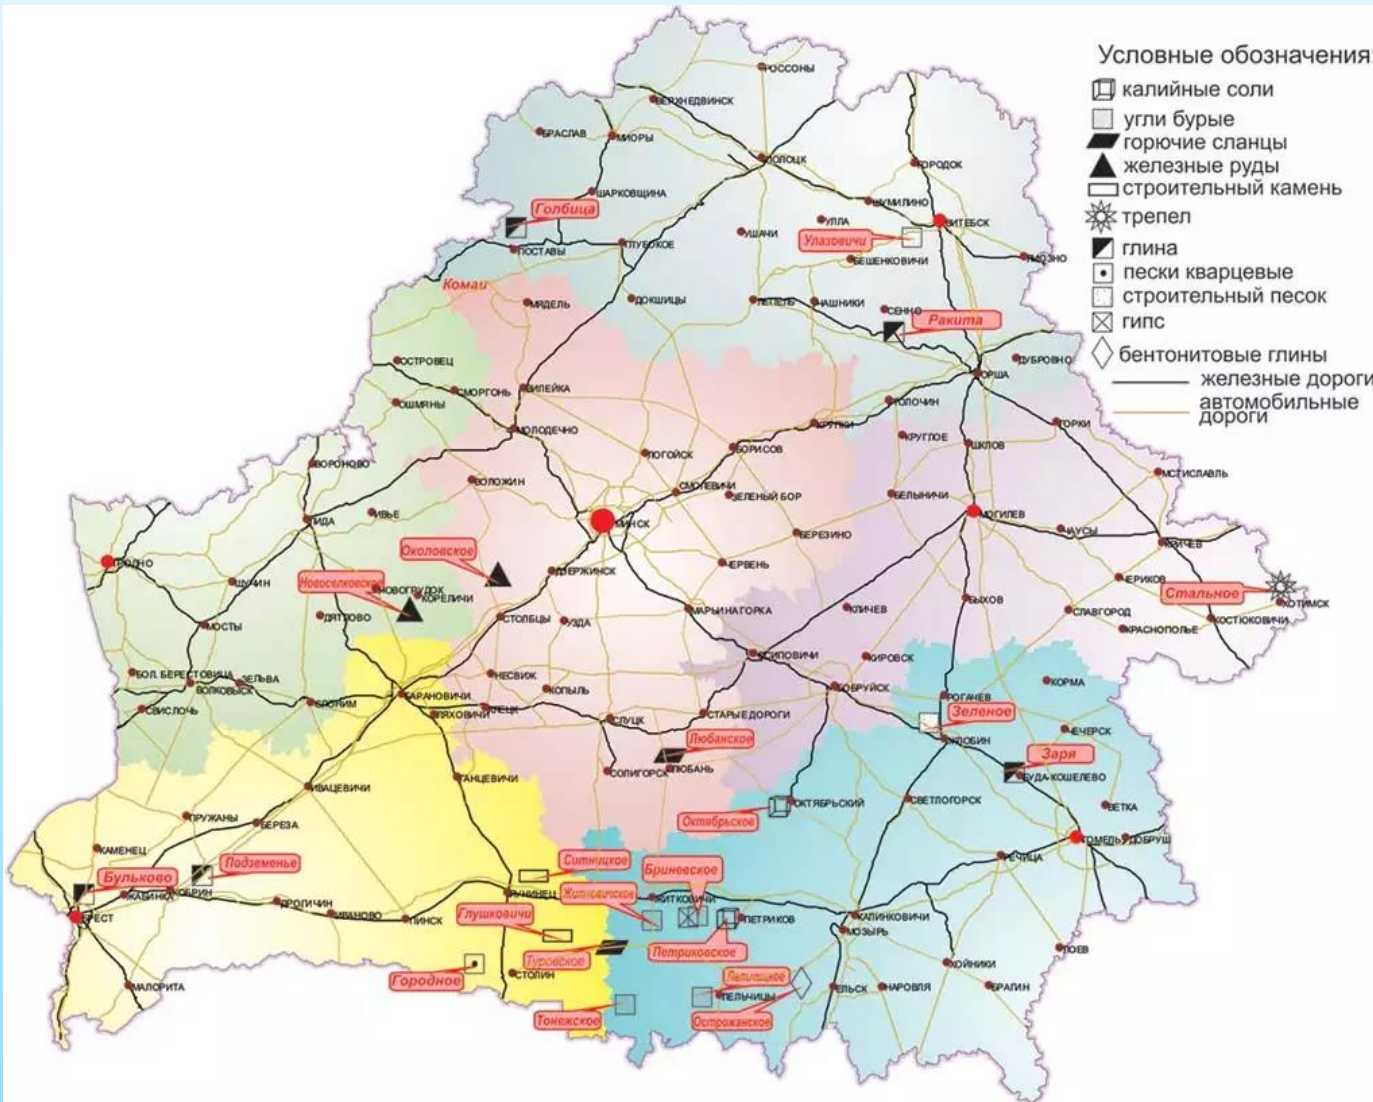 Условные обозначения:
калийные соли
угли бурые
горючие сланцы
железные руды
строительный камень
трепел
глина
пески кварцевые
строительный песок
гипс
бентонитовые глины
железные дороги
автомобильные
дороги
РОССОНЫ
ВЕРХНЕДВИНСК
БРАСЛАВ
МИОРЫ
ПОЛОЦК
ГОРОДОК
ШАРКОВЩИНА
Голбица
ШУМИЛИНО
УЛЛА
ВИТЕБСК
УШАЧИ
Улазовичи
ПОСТАВЫ
ГЛУБОКОЕ
БЕШЕНКОВИЧИ
ЛИОЗНО
Комаи
МЯДЕЛЬ
ДОКШИЦЫ
ЛЕПЕЛЬ
ЧАШНИКИ
СЕННО
Ракита
ОСТРОВЕЦ
ДУБРОВНО
ОРША
СМОРГОНЬ
ВИЛЕЙКА
ОШМЯНЫ
ТОЛОЧИН
МОЛОДЕЧНО
КРУПКИ
КРУГЛОЕ
ГОРКИ
ШКЛОВ
ЛОГОЙСК
БОРИСОВ
ВОРОНОВО
ВОЛОЖИН
СМОЛЕВИЧИ
ЗЕЛЕНЫЙ БОР
БЕЛЫНИЧИ
МСТИСЛАВЛЬ
ЛИДА
ИВЬЕ
МИНСК
МОГИЛЕВ
ЧАУСЫ
БЕРЕЗИНО
КРИЧЕВ
Околовское
ГРОДНО
ДЗЕРЖИНСК
ЧЕРВЕНЬ
ЧЕРИКОВ
ЩУЧИН
Новоселковское
НОВОГРУДОК
КОРЕЛИЧИ
Стальное
ХОТИМСК
БЫХОВ
МАРЬИНА ГОРКА
КЛИЧЕВ
СЛАВГОРОД
КОСТЮКОВИЧИ
МОСТЫ
ДЯТЛОВО
СТОЛБЦЫ
УЗДА
КРАСНОПОЛЬЕ
ОСИПОВИЧИ
КИРОВСК
БОЛ. БЕРЕСТОВИЦА
ЗЕЛЬВА
ВОЛКОВЫСК
НЕСВИЖ
КОПЫЛЬ
БОБРУЙСК
КОРМА
БАРАНОВИЧИ
РОГАЧЕВ
СВИСЛОЧЬ
СЛОНИМ
ЛЯХОВИЧИ
КЛЕЦК
СЛУЦК
СТАРЫЕ ДОРОГИ
Зеленое
ЖЛОБИН
ЧЕЧЕРСК
Любанское
Заря
СОЛИГОРСК
ЛЮБАНЬ
БУДА-КОШЕЛЕВО
ГАНЦЕВИЧИ
ИВАЦЕВИЧИ
ОКТЯБРЬСКИЙ
СВЕТЛОГОРСК
ВЕТКА
ПРУЖАНЫ
БЕРЕЗА
Октябрьское
ГОМЕЛЬ
ДОБРУШ
КАМЕНЕЦ
Подземенье
Ситницкое
РЕЧИЦА
Бриневское
Бульково
ЖАБИНКА
КОБРИН
ЛУНИНЕЦ
Житковичское
ЖИТКОВИЧИ
ДРОГИЧИН
ИВАНОВО
ПИНСК
БРЕСТ
Глушковичи
ПЕТРИКОВ
КАЛИНКОВИЧИ
МОЗЫРЬ
ЛОЕВ
Туровское
Петриковское
ХОЙНИКИ
Городное
СТОЛИН
МАЛОРИТА
ЛЕЛЬЧИЦЫ
ЕЛЬСК
НАРОВЛЯ
БРАГИН
Тонежское
Острожанское